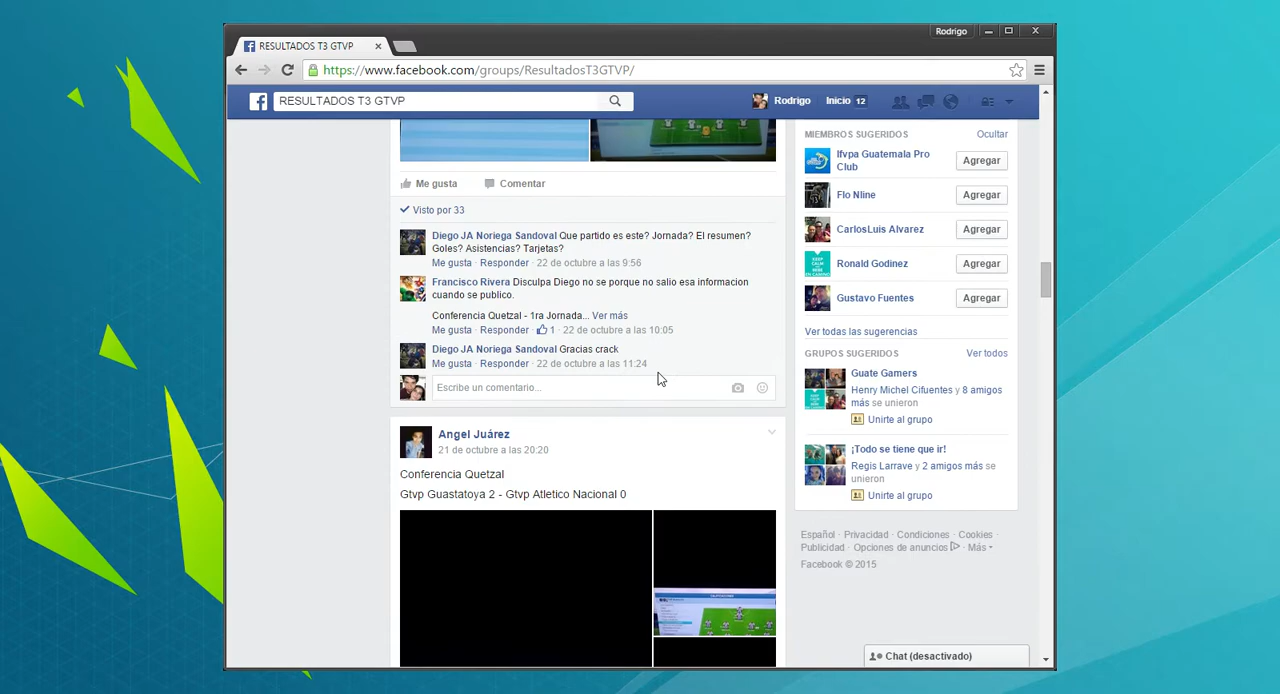 Rodrigo
RESULTADOS T3 GTVP
https://www.facebook.com/groups/ResultadosT3GTVP/
RESULTADOS T3 GTVP
Rodrigo
Inicio 12
Me gusta
Comentar
Visto por 33
Diego JA Noriega Sandoval Que partido es este? Jornada? El resumen?
Goles? Asistencias? Tarjetas?
Me gusta · Responder · 22 de octubre a las 9:56
Francisco Rivera Disculpa Diego no se porque no salio esa informacion
cuando se publico.
Conferencia Quetzal - 1ra Jornada... Ver más
Me gusta · Responder · 1 · 22 de octubre a las 10:05
Diego JA Noriega Sandoval Gracias crack
Me gusta · Responder · 22 de octubre a las 11:24
Escribe un comentario...
Angel Juárez
21 de octubre a las 20:20
Conferencia Quetzal
Gtvp Guastatoya 2 - Gtvp Atletico Nacional 0
MIEMBROS SUGERIDOS
Ocultar
Ifvpa Guatemala Pro
Club
Agregar
Flo Nline
Agregar
CarlosLuis Alvarez
Agregar
Ronald Godinez
Agregar
Gustavo Fuentes
Agregar
Ver todas las sugerencias
GRUPOS SUGERIDOS
Ver todos
Guate Gamers
Henry Michel Cifuentes y 8 amigos
más se unieron
Unirte al grupo
¡Todo se tiene que ir!
Regis Larrave y 2 amigos más se
unieron
Unirte al grupo
Español · Privacidad · Condiciones · Cookies ·
Publicidad · Opciones de anuncios · Más
Facebook © 2015
Chat (desactivado)